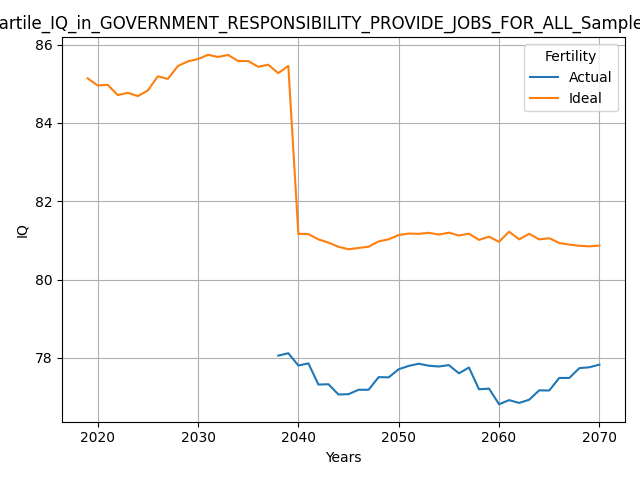 artile_IQ_in_GOVERNMENT_RESPONSIBILITY_PROVIDE_JOBS_FOR_ALL_Sample
86
84
82
80
78
IQ
Fertility
Actual
Ideal
2020 2030 2040 2050 2060 2070
Years